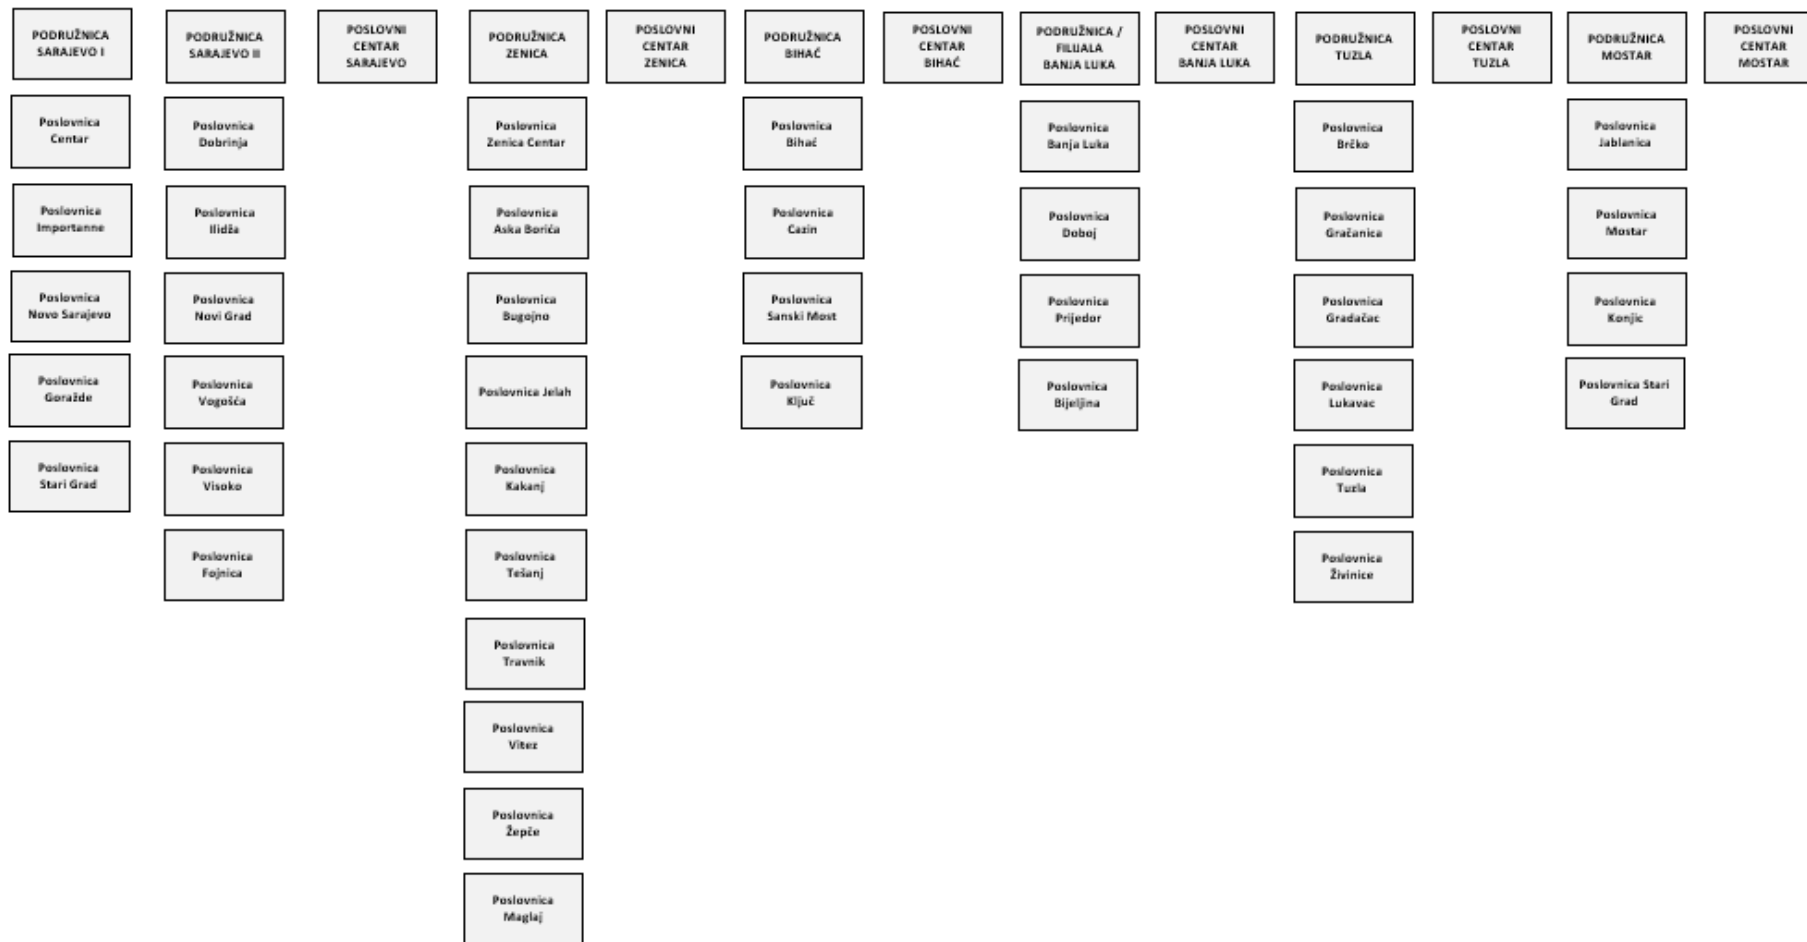 PODRUŽNICA
SARAJEVO I
PODRUŽNICA
SARAJEVO II
POSLOVNI
CENTAR
SARAJEVO
PODRUŽNICA
ZENICA
POSLOVNI
CENTAR
ZENICA
PODRUŽNICA
BIHAĆ
POSLOVNI
CENTAR
BIHAĆ
PODRUŽNICA /
FILIJALA
BANJA LUKA
POSLOVNI
CENTAR
BANJA LUKA
PODRUŽNICA
TUZLA
POSLOVNI
CENTAR
TUZLA
PODRUŽNICA
MOSTAR
POSLOVNI
CENTAR
MOSTAR
Poslovnica
Centar
Poslovnica
Dobrinja
Poslovnica
Zenica Centar
Poslovnica
Bihać
Poslovnica
Banja Luka
Poslovnica
Brčko
Poslovnica
Jablanica
Poslovnica
Importanne
Poslovnica
Ilidža
Poslovnica
Aska Borića
Poslovnica
Cazin
Poslovnica
Doboj
Poslovnica
Gračanica
Poslovnica
Mostar
Poslovnica
Novo Sarajevo
Poslovnica
Novi Grad
Poslovnica
Bugojno
Poslovnica
Sanski Most
Poslovnica
Prijedor
Poslovnica
Gradačac
Poslovnica
Konjic
Poslovnica
Goražde
Poslovnica
Vogošća
Poslovnica Jelah
Poslovnica
Ključ
Poslovnica
Bijeljina
Poslovnica
Lukavac
Poslovnica Stari
Grad
Poslovnica
Stari Grad
Poslovnica
Visoko
Poslovnica
Kakanj
Poslovnica
Tuzla
Poslovnica
Fojnica
Poslovnica
Tešanj
Poslovnica
Živinice
Poslovnica
Travnik
Poslovnica
Vitez
Poslovnica
Žepče
Poslovnica
Maglaj